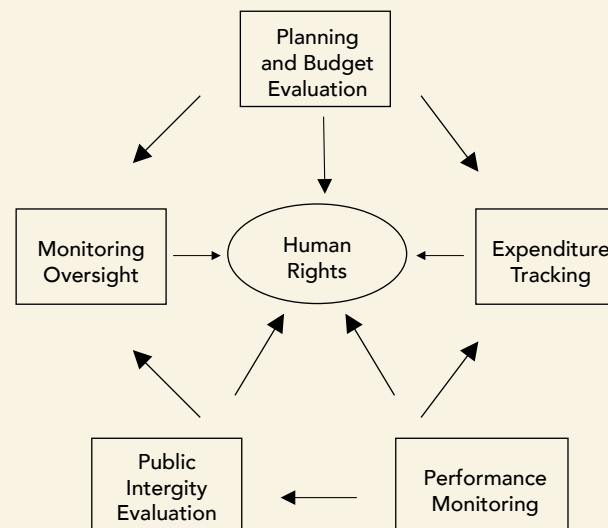 Planning
and Budget
Evaluation
Monitoring
Oversight
Human
Rights
Expenditure
Tracking
Public
Intergity
Evaluation
Performance
Monitoring